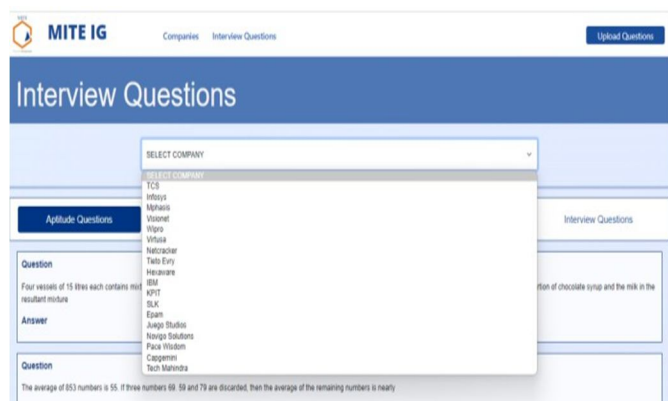 MITE IG
Companies Interview Questions
Upload Questions
Interview Questions
SELECT COMPANY
SELECT COMPANY
TCS
Infosys
Mphasis
Visionet
Wipro
Virtusa
Netcracker
Tieto Evry
Hexaware
IBM
KPIT
SLK
Epam
Juego Studios
Novigo Solutions
Pace Wisdom
Capgemini
Tech Mahindra
Aptitude Questions
Interview Questions
Question
Four vessels of 15 litres each contains
rtion of chocolate syrup and the milk in the
resultant mixture
Answer
Question
The average of 853 numbers is 55. If three numbers 69. 59 and 79 are discarded, then the average of the remaining numbers is nearly